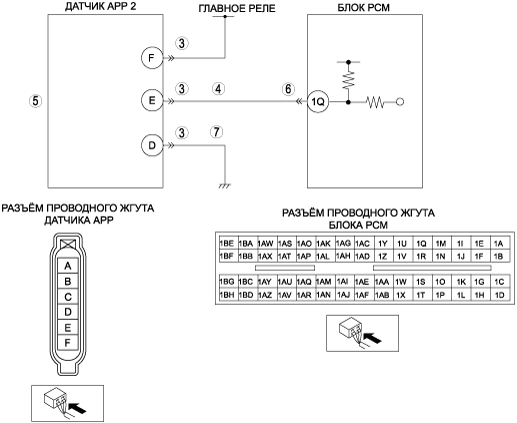 ДАТЧИК APP 2
ГЛАВНОЕ РЕЛЕ
БЛОК PCM
F
3
E
3
4
6
1Q
5
D
3
7
РАЗЪЁМ ПРОВОДНОГО ЖГУТА
ДАТЧИКА APP
A
B
C
D
E
F
РАЗЪЁМ ПРОВОДНОГО ЖГУТА
БЛОКА PCM
1BE 1BA 1AW 1AS 1AO 1AK 1AG 1AC 1Y 1U 1Q 1M 1I 1E 1A
1BF 1BB 1AX 1AT 1AP 1AL 1AH 1AD 1Z 1V 1R 1N 1J 1F 1B
1BG 1BC 1AY 1AU 1AQ 1AM 1AI 1AE 1AA 1W 1S 1O 1K 1G 1C
1BH 1BD 1AZ 1AV 1AR 1AN 1AJ 1AF 1AB 1X 1T 1P 1L 1H 1D